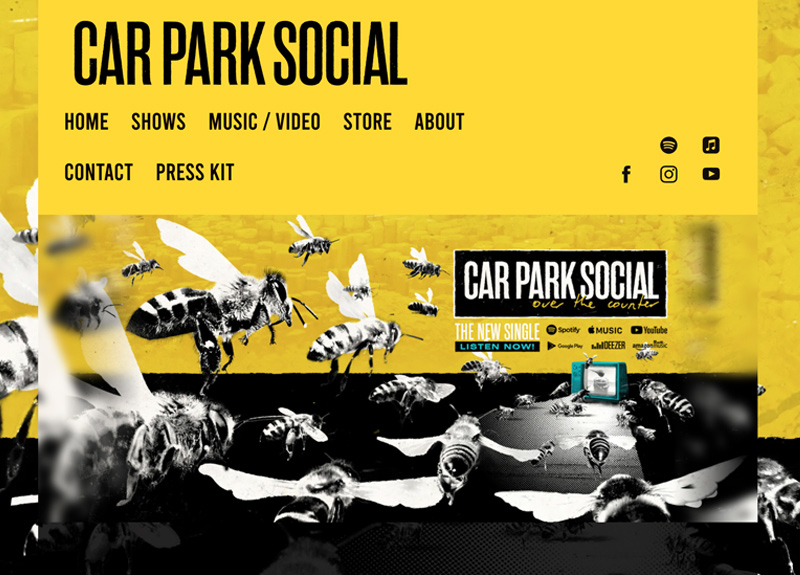 CAR PARK SOCIAL
HOME SHOWS MUSIC / VIDEO STORE ABOUT
CONTACT PRESS KIT
CAR PARK SOCIAL
over the counter
THE NEW SINGLE
LISTEN NOW!
Spotify MUSIC YouTube
Google Play DEEZER amazon music